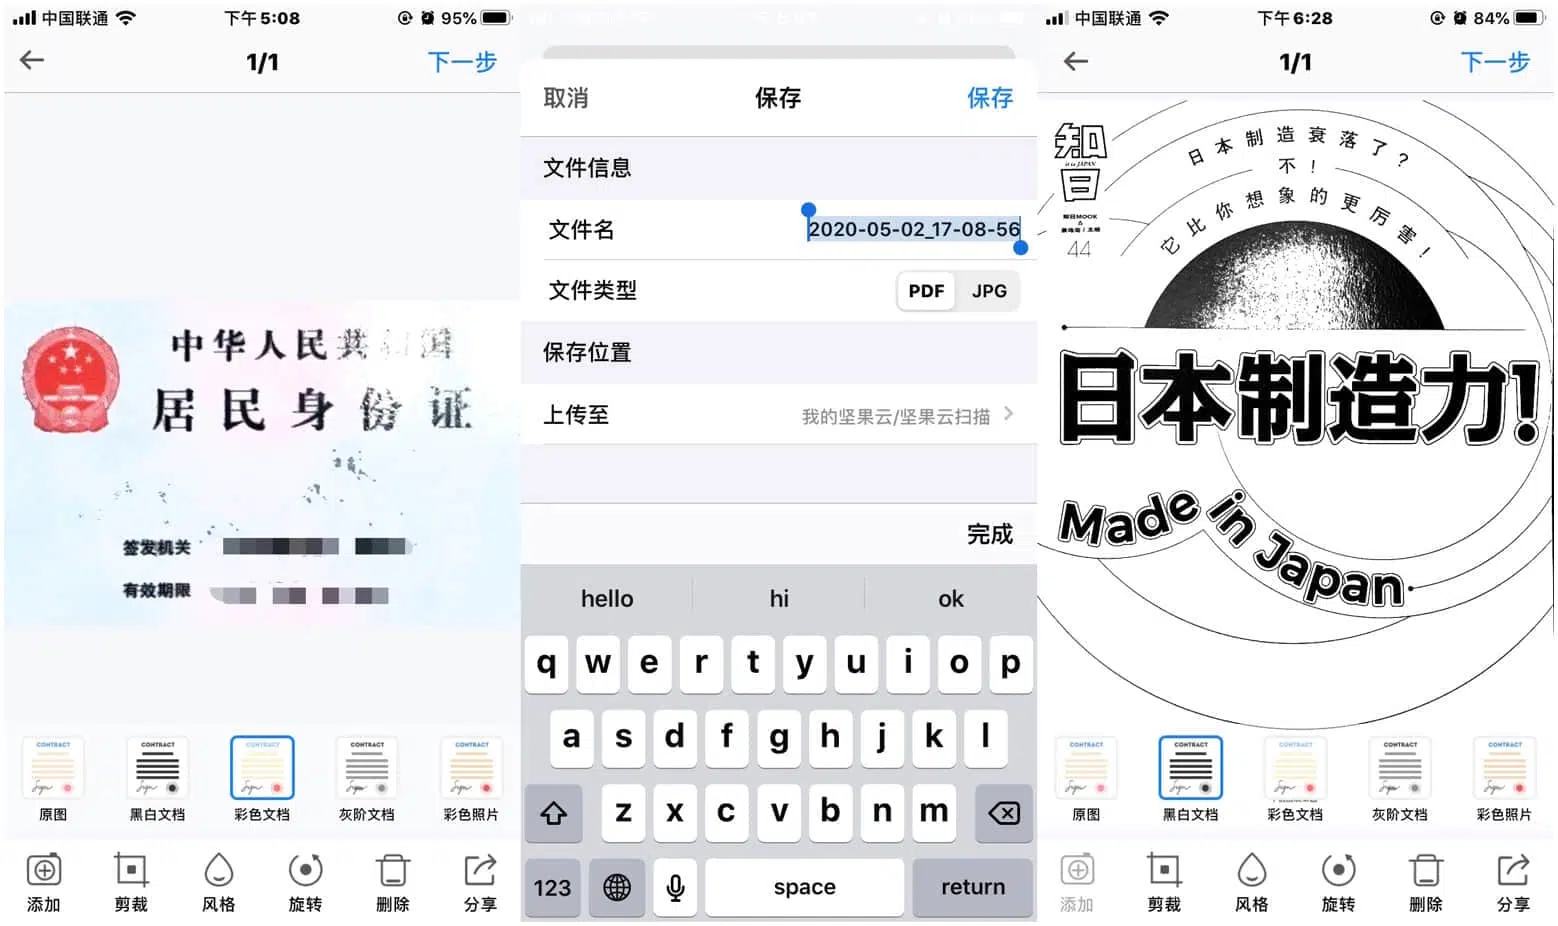 中国联通
下午5:08
95%
1/1
下一步
中华人民共和国
居民身份证
签发机关
有效期限
CONTRACT
CONTRACT
CONTRACT
CONTRACT
CONTRACT
原图
黑白文档
彩色文档
灰阶文档
彩色照片
添加
剪裁
风格
旋转
删除
分享
取消
保存
保存
文件信息
文件名
2020-05-02_17-08-56
文件类型
PDF
JPG
保存位置
上传至
我的坚果云/坚果云扫描
完成
hello
hi
ok
q w e r t y u i o p
a s d f g h j k l
z x c v b n m
123
space
return
中国联通
下午6:28
84%
1/1
下一步
知日
it is JAPAN
知日MOOK
44
日本制造衰落了?
不!
它比你想象的更厉害!
日本制造力!
Made in Japan
CONTRACT
CONTRACT
CONTRACT
CONTRACT
CONTRACT
原图
黑白文档
彩色文档
灰阶文档
彩色照片
添加
剪裁
风格
旋转
删除
分享